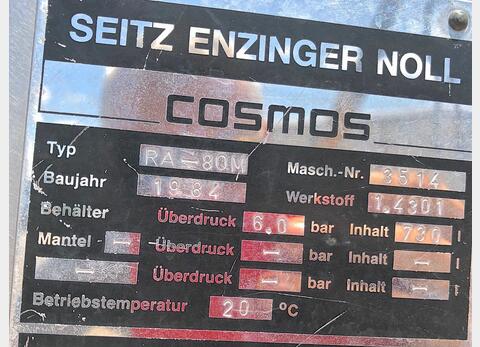 SEITZ ENZINGER NOLL
COSMOS
Typ RA-80M Masch.-Nr. 3514
Baujahr 1984 Werkstoff 1.4301
Behälter Überdruck 6.0 bar Inhalt 730 l
Mantel - Überdruck - bar Inhalt - l
- Überdruck - bar Inhalt - l
Betriebstemperatur 20 °C